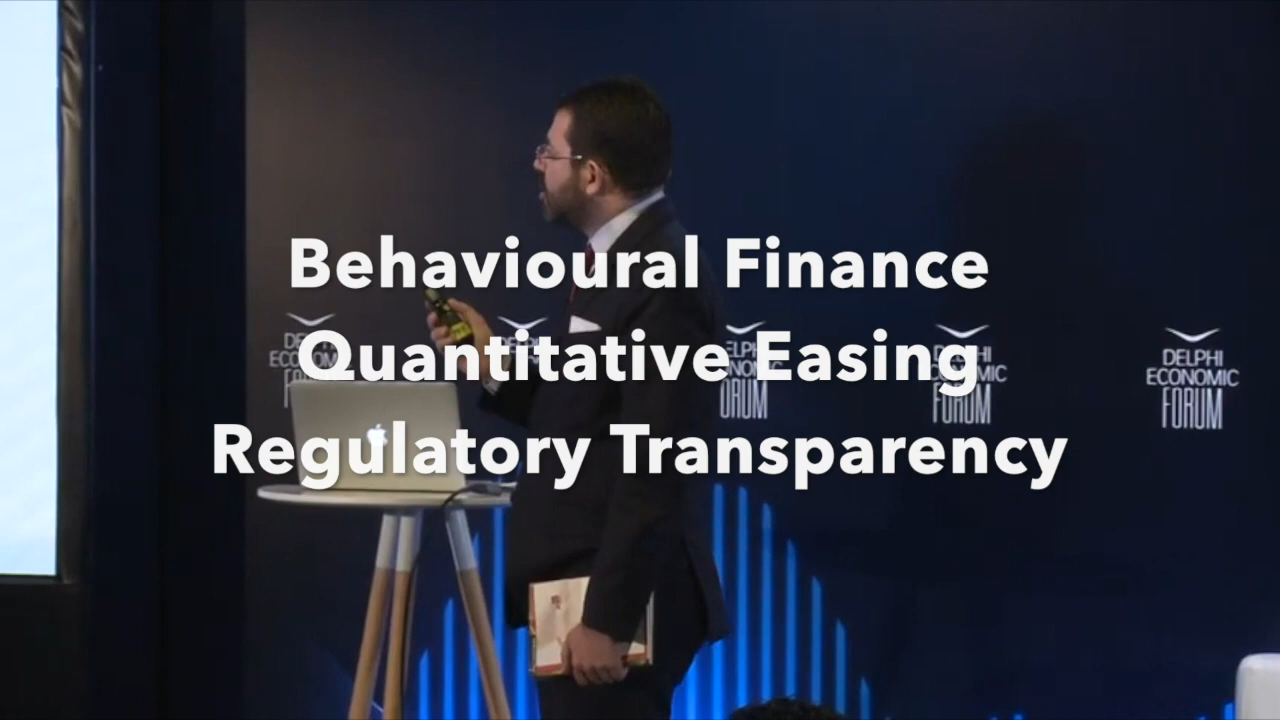 Behavioural Finance
Quantitative Easing
Regulatory Transparency
DELPHI
ECONOMIC
FORUM